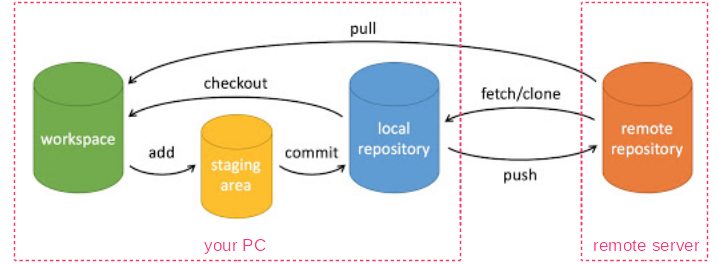 pull
checkout
fetch/clone
workspace
local
repository
remote
repository
add
staging
area
commit
push
your PC
remote server